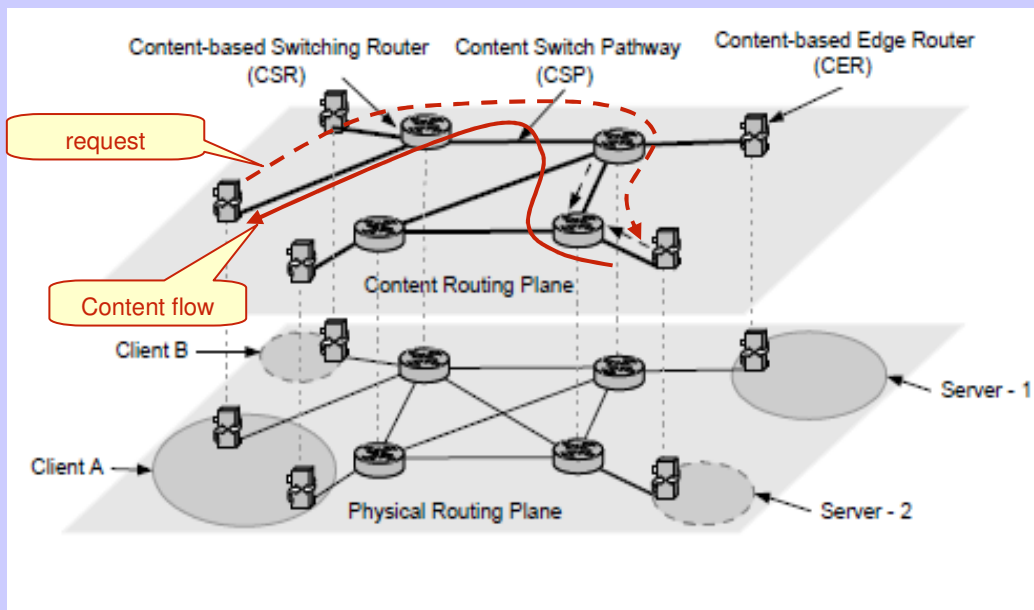 Content-based Switching Router
(CSR)
Content Switch Pathway
(CSP)
Content-based Edge Router
(CER)
request
Content Routing Plane
Content flow
Client B
Server - 1
Client A
Physical Routing Plane
Server - 2